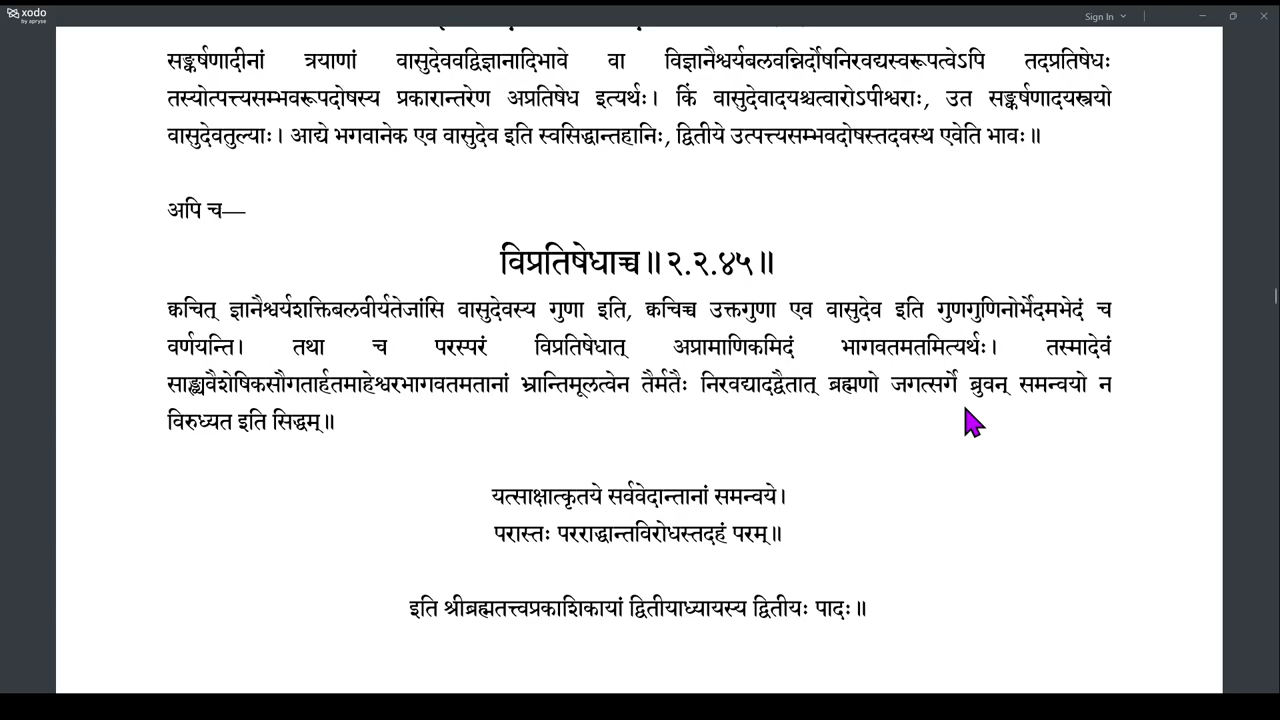 xodo
by apryse
Sign In
सङ्कर्षणादीनां त्रयाणां वासुदेववद्विज्ञानादिभावे वा विज्ञानैश्वर्यबलवन्निर्दोषनिरवद्यस्वरूपत्वेऽपि तदप्रतिषेधः
तस्योत्पत्त्यसम्भवरूपदोषस्य प्रकारान्तरेण अप्रतिषेध इत्यर्थः। किं वासुदेवादयश्चत्वारोऽपीश्वराः, उत सङ्कर्षणादयस्त्रयो
वासुदेवतुल्याः। आद्ये भगवानेक एव वासुदेव इति स्वसिद्धान्तहानिः, द्वितीये उत्पत्त्यसम्भवदोषस्तदवस्थ एवेति भावः॥
अपि च—
विप्रतिषेधाच्च॥२.२.४५॥
क्वचित् ज्ञानैश्वर्यशक्तिबलवीर्यतेजांसि वासुदेवस्य गुणा इति, क्वचिच्च उक्तगुणा एव वासुदेव इति गुणगुणिनोर्भेदमभेदं च
वर्णयन्ति। तथा च परस्परं विप्रतिषेधात् अप्रामाणिकमिदं भागवतमतमित्यर्थः। तस्मादेवं
साङ्ख्यवैशेषिकसौगतार्हतमाहेश्वरभागवतमतानां भ्रान्तिमूलत्वेन तैर्मतैः निरवद्यादद्वैतात् ब्रह्मणो जगत्सर्गे ब्रुवन् समन्वयो न
विरुध्यत इति सिद्धम्॥
यत्साक्षात्कृतये सर्ववेदान्तानां समन्वये।
परास्तः परराद्धान्तविरोधस्तदहं परम्॥
इति श्रीब्रह्मतत्त्वप्रकाशिकायां द्वितीयाध्यायस्य द्वितीयः पादः॥